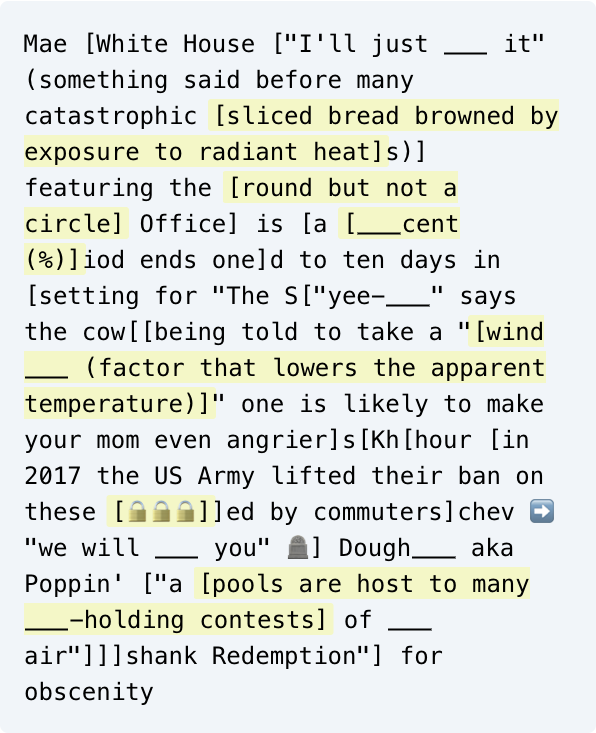 Mae [White House ["I'll just ___ it"
(something said before many
catastrophic [sliced bread browned by
exposure to radiant heat]s)]
featuring the [round but not a
circle] Office] is [a [___cent
(%)]iod ends one]d to ten days in
[setting for "The S["yee-___" says
the cow[[being told to take a "[wind
___ (factor that lowers the apparent
temperature)]" one is likely to make
your mom even angrier]s[Kh[hour [in
2017 the US Army lifted their ban on
these [🔒🔒🔒]]ed by commuters]chev ➡️
"we will ___ you" 🪦] Dough___ aka
Poppin' ["a [pools are host to many
___-holding contests] of ___
air"]]]shank Redemption"] for
obscenity